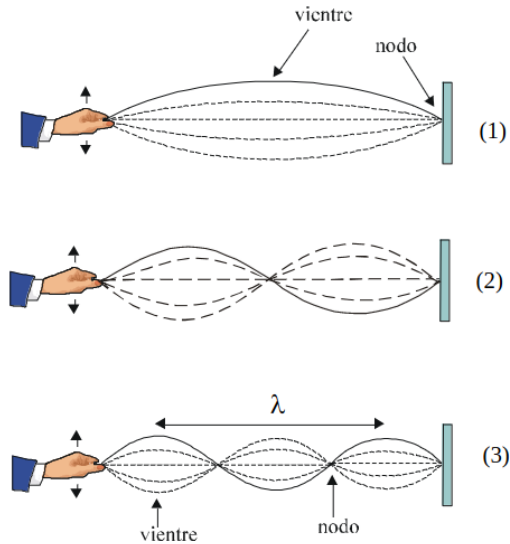 vientre
nodo
(1)
(2)
λ
(3)
vientre
nodo